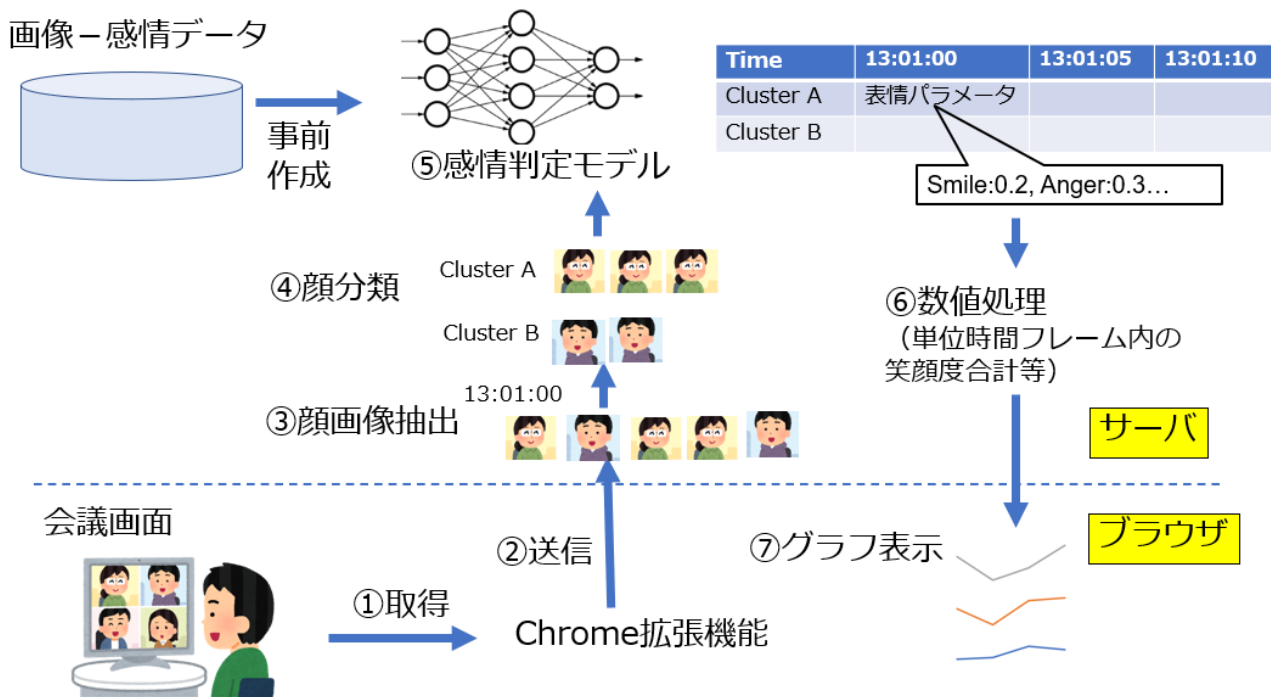 画像－感情データ
事前
作成
⑤感情判定モデル
Time 13:01:00 13:01:05 13:01:10
Cluster A 表情パラメータ
Cluster B
Smile:0.2, Anger:0.3…
④顔分類
Cluster A
Cluster B
⑥数値処理
（単位時間フレーム内の
笑顔度合計等）
13:01:00
③顔画像抽出
サーバ
会議画面
②送信
ブラウザ
⑦グラフ表示
①取得
Chrome拡張機能